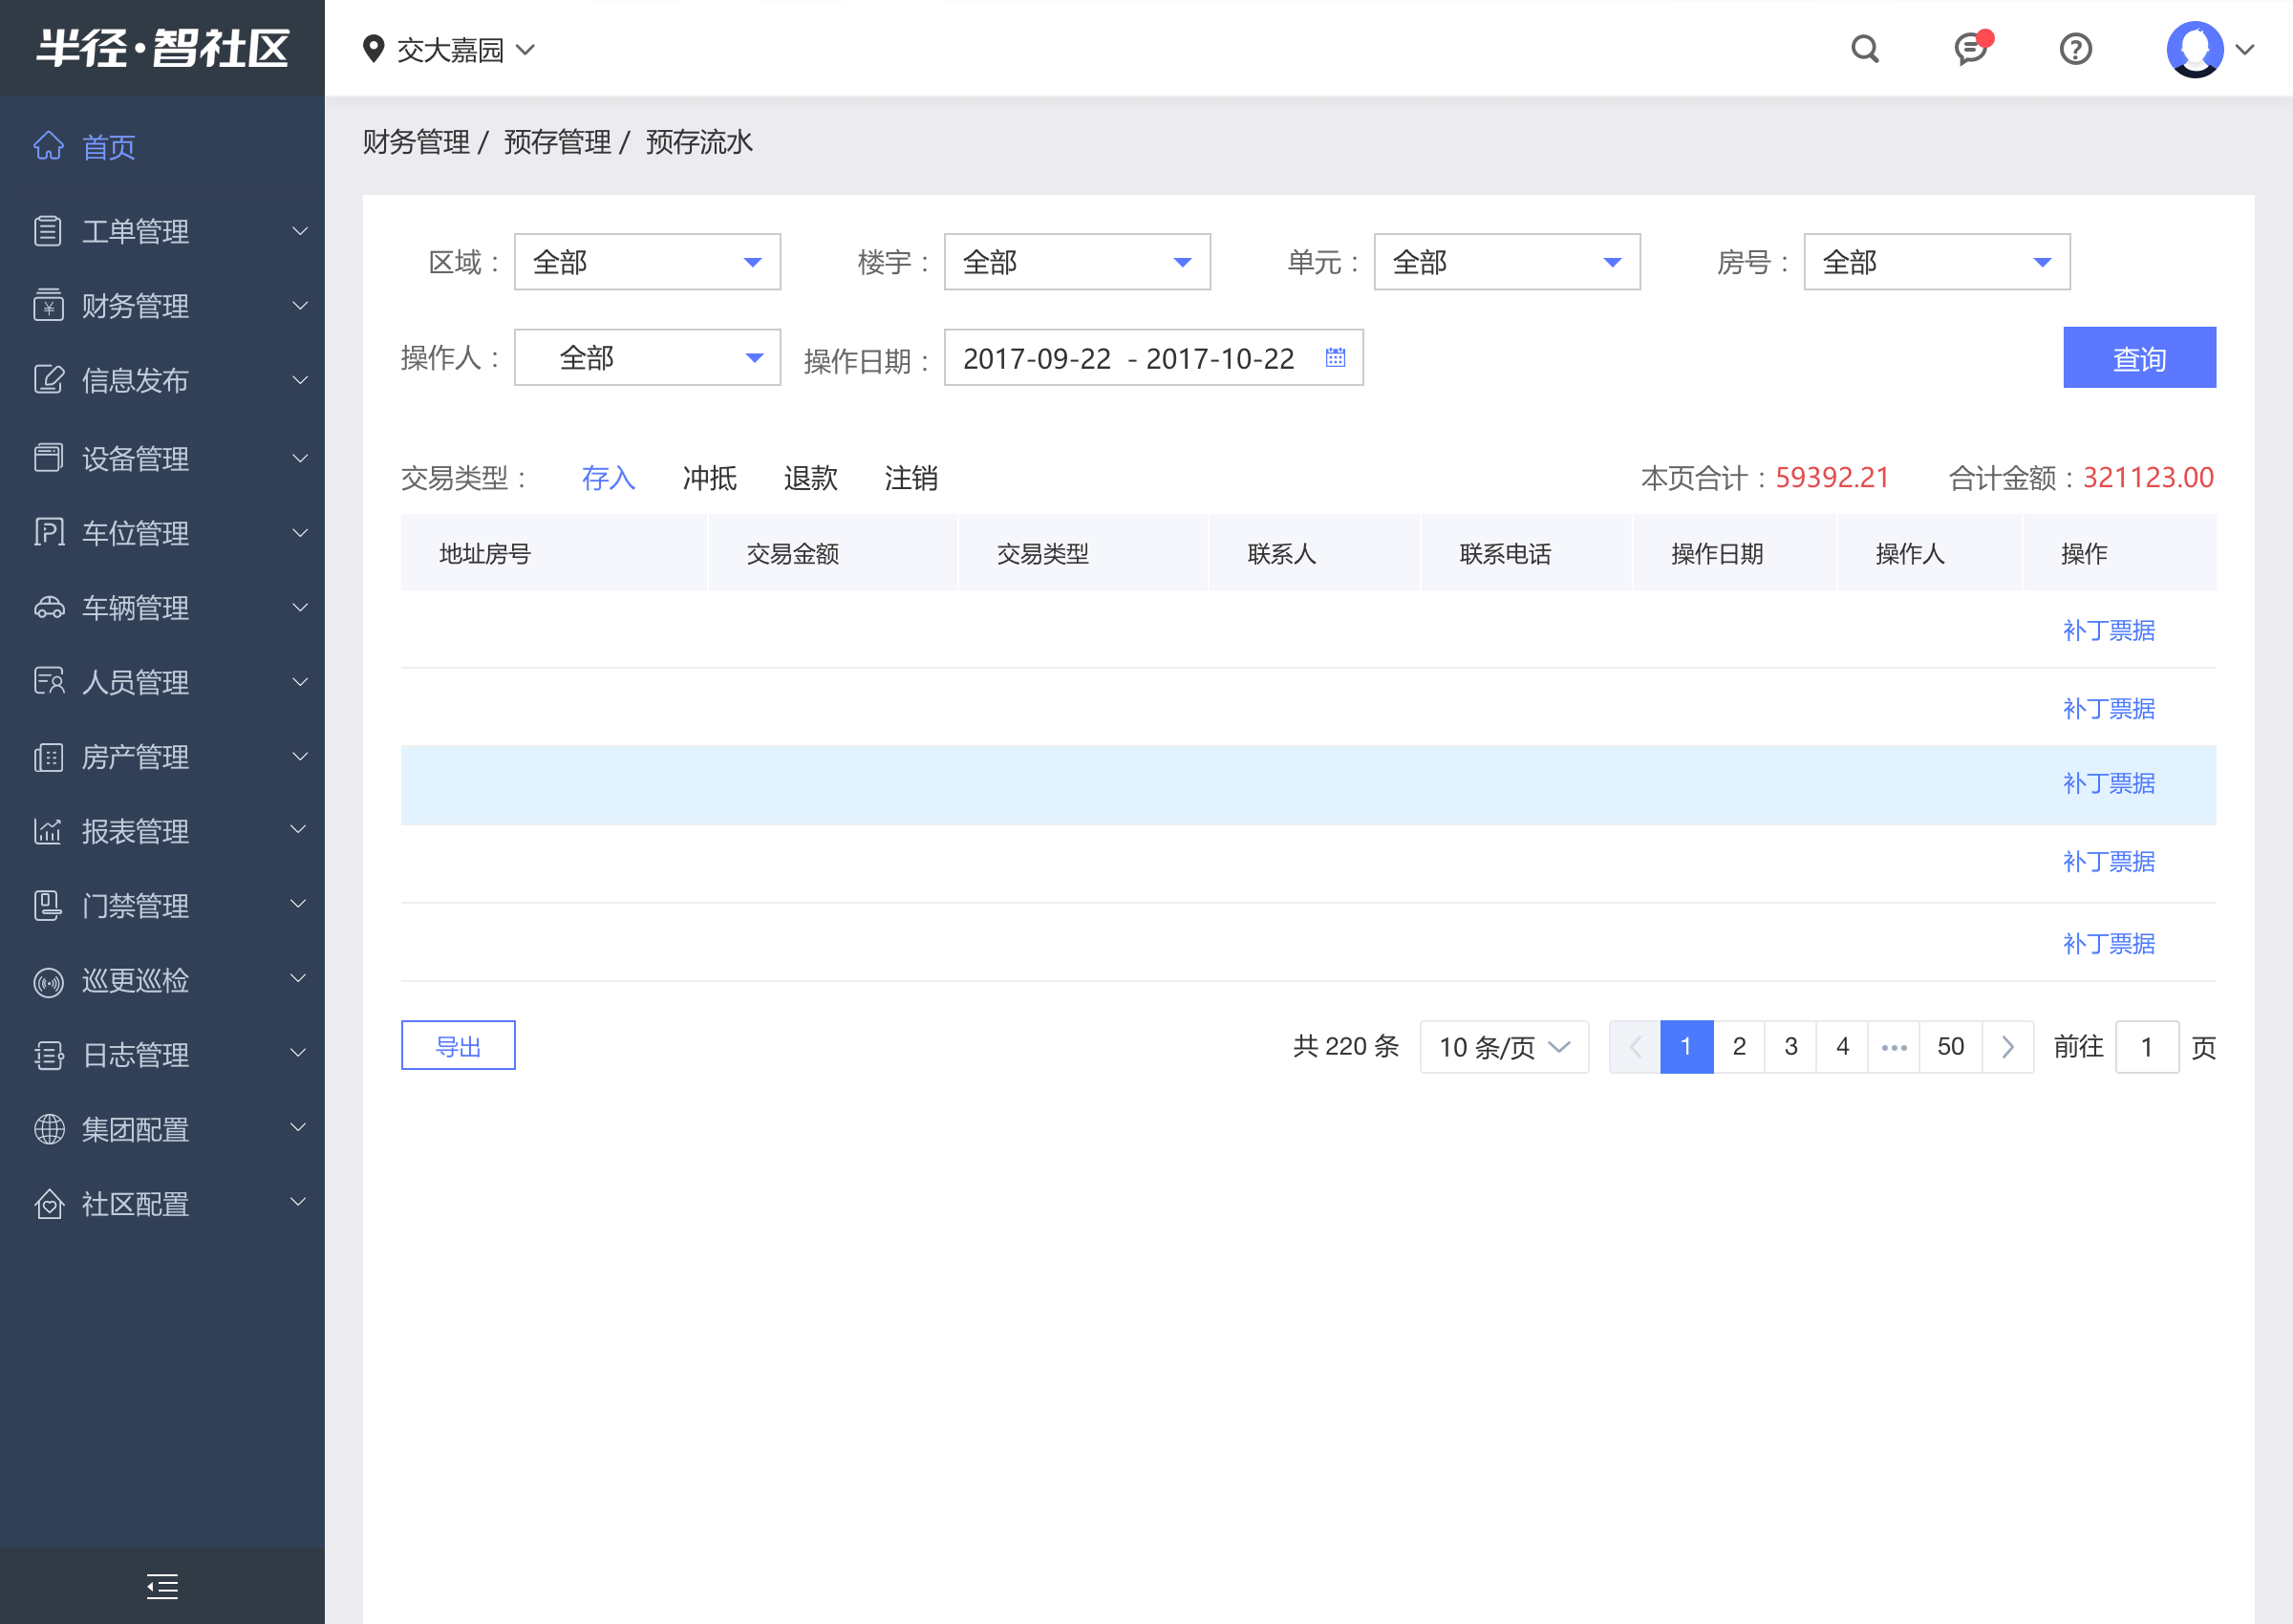 半径·智社区
交大嘉园
首页
工单管理
财务管理
信息发布
设备管理
车位管理
车辆管理
人员管理
房产管理
报表管理
门禁管理
巡更巡检
日志管理
集团配置
社区配置
财务管理 / 预存管理 / 预存流水
区域： 全部 楼宇： 全部 单元： 全部 房号： 全部
操作人： 全部 操作日期： 2017-09-22 - 2017-10-22 查询
交易类型： 存入 冲抵 退款 注销 本页合计：59392.21 合计金额：321123.00
地址房号 交易金额 交易类型 联系人 联系电话 操作日期 操作人 操作
补丁票据
补丁票据
补丁票据
补丁票据
补丁票据
导出 共 220 条 10 条/页 1 2 3 4 ••• 50 前往 1 页